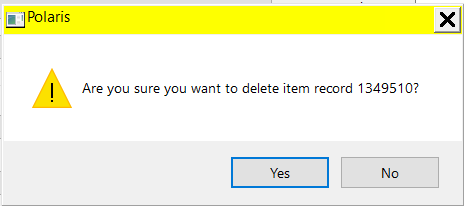 Polaris
Are you sure you want to delete item record 1349510?
Yes
No